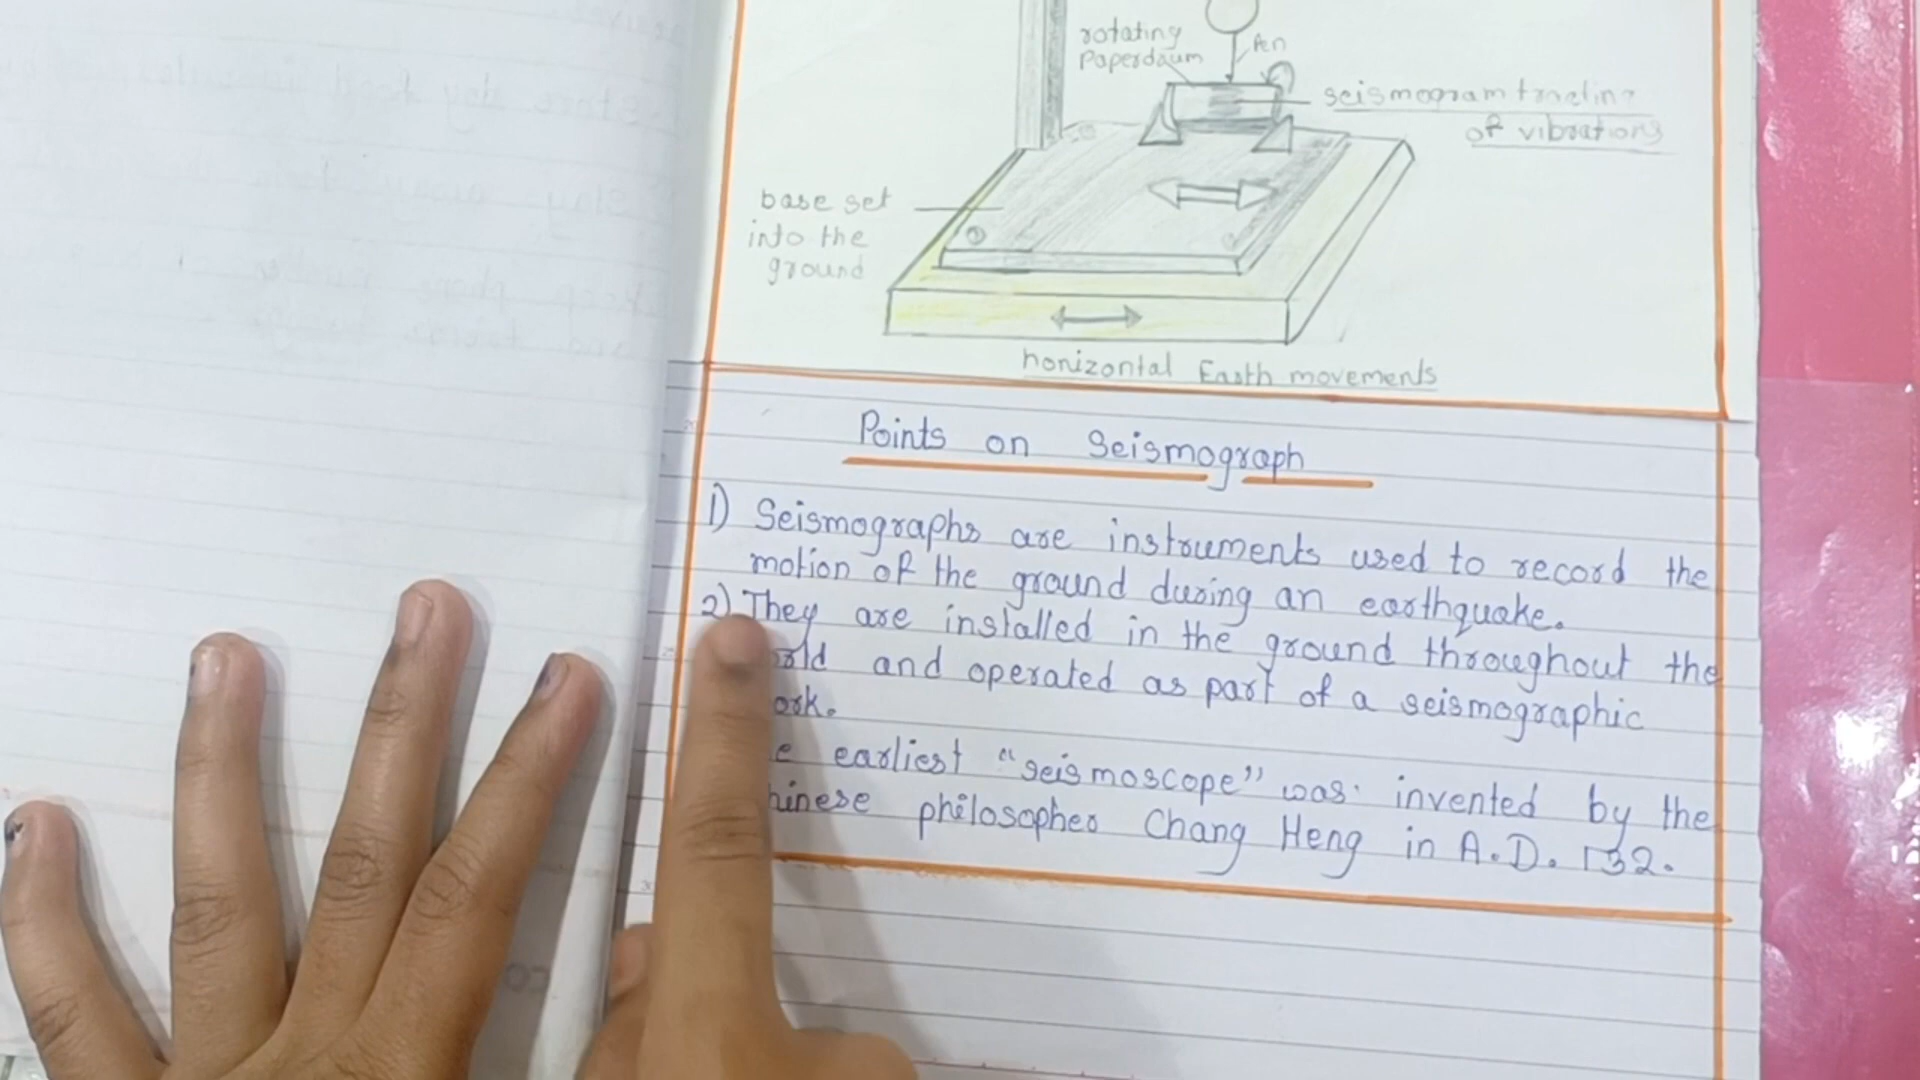 rotating
Paperdrum
Pen
seismogram tracing
of vibrations
base set
into the
ground
horizontal Earth movements
Points on Seismograph
1) Seismographs are instruments used to record the
motion of the ground during an earthquake.
2) They are installed in the ground throughout the
and operated as part of a seismographic
earliest "seismoscope" was invented by the
philosopher Chang Heng in A.D. 132.